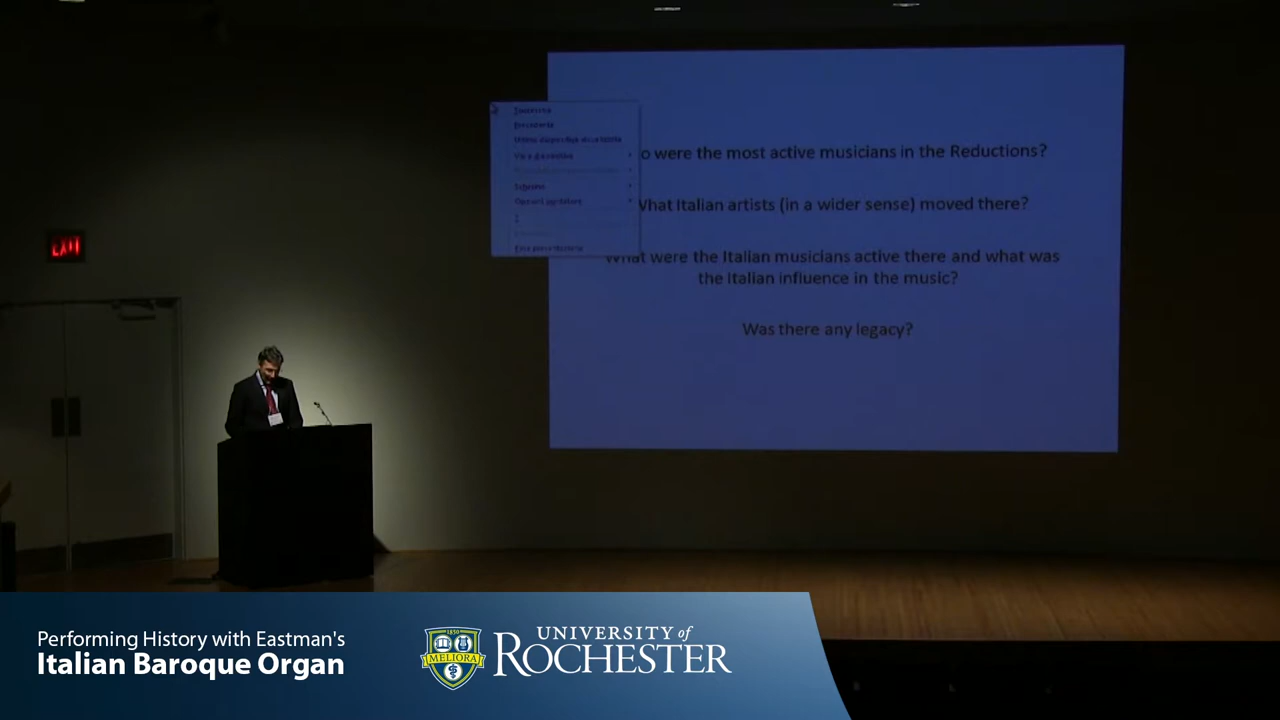 o were the most active musicians in the Reductions?
What Italian artists (in a wider sense) moved there?
What were the Italian musicians active there and what was
the Italian influence in the music?
Was there any legacy?
EXIT
Performing History with Eastman's
Italian Baroque Organ
1850
MELIORA
UNIVERSITY of
ROCHESTER